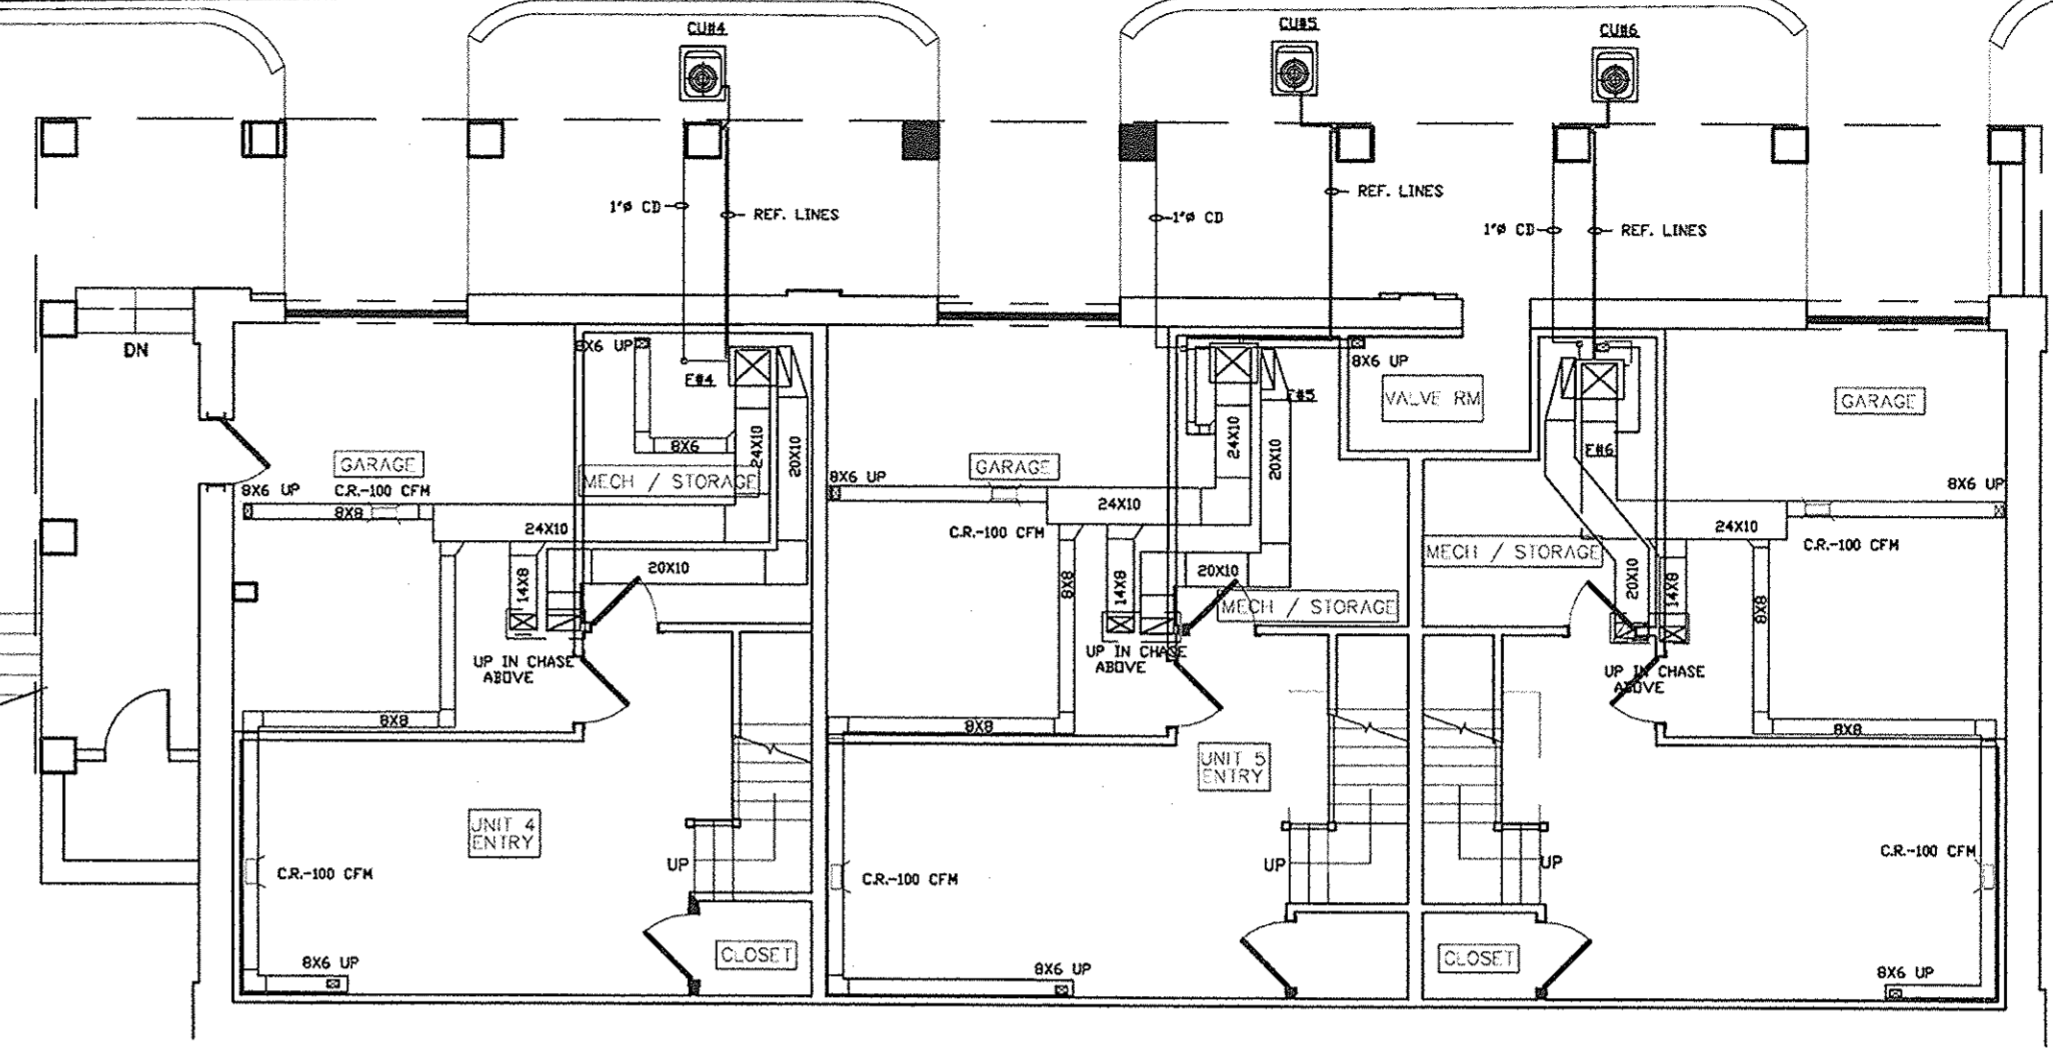 CU#4
CU#5
CU#6
1"ø CD
REF. LINES
1"ø CD
REF. LINES
1"ø CD
REF. LINES
DN
8X6 UP
F#4
8X6 UP
F#5
VALVE RM
F#6
GARAGE
GARAGE
C.R.-100 CFM
8X6 UP
8X8
8X6
24X10
20X10
MECH / STORAGE
24X10
20X10
14X8
UP IN CHASE
ABOVE
8X8
GARAGE
8X6 UP
C.R.-100 CFM
24X10
24X10
20X10
20X10
8X8
14X8
MECH / STORAGE
UP IN CHASE
ABOVE
8X8
MECH / STORAGE
20X10
14X8
24X10
8X6 UP
C.R.-100 CFM
8X8
UP IN CHASE
ABOVE
8X8
UNIT 4
ENTRY
UNIT 5
ENTRY
C.R.-100 CFM
UP
C.R.-100 CFM
UP
UP
C.R.-100 CFM
8X6 UP
CLOSET
8X6 UP
CLOSET
8X6 UP